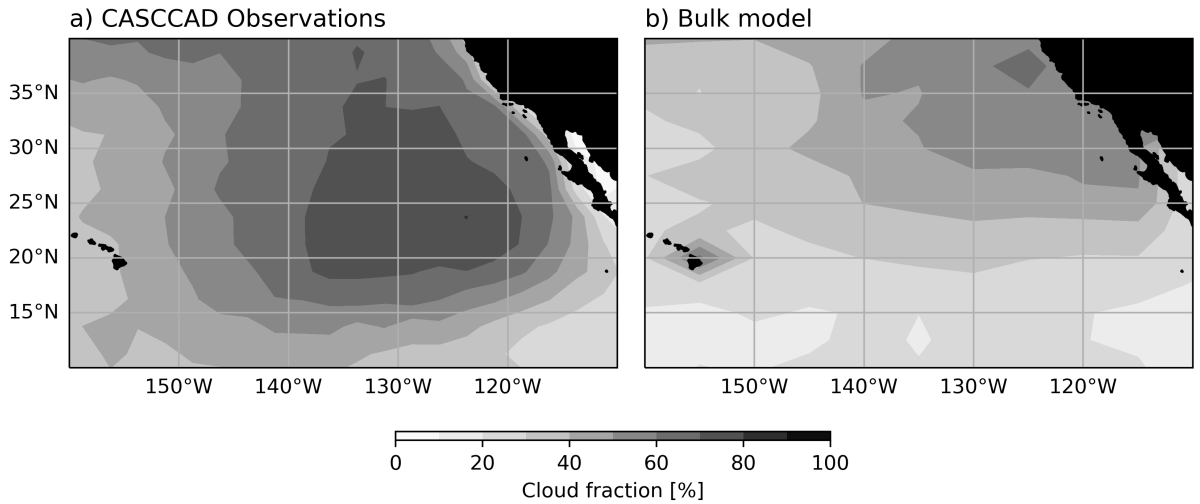 a) CASCCAD Observations
b) Bulk model
35°N
30°N
25°N
20°N
15°N
150°W 140°W 130°W 120°W
150°W 140°W 130°W 120°W
0 20 40 60 80 100
Cloud fraction [%]